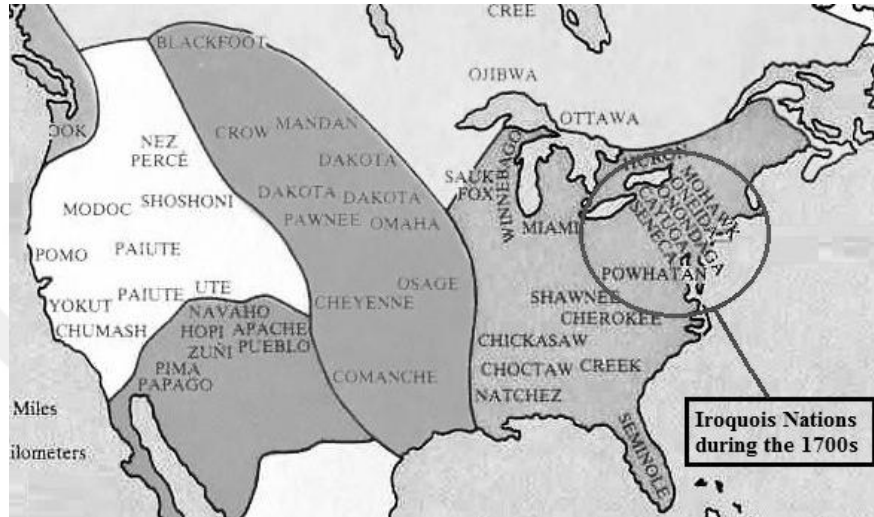 CREE
OJIBWA
OTTAWA
BLACKFOOT
OOK
NEZ
PERCÉ
CROW
MANDAN
DAKOTA
HURON
SAUK
FOX
WINNEBAGO
MOHAWK
ONEIDA
ONONDAGA
CAYUGA
SENECA
MODOC
SHOSHONI
DAKOTA
DAKOTA
PAWNEE
OMAHA
MIAMI
POMO
PAIUTE
POWHATAN
YOKUT
PAIUTE
UTE
CHEYENNE
OSAGE
SHAWNEE
CHEROKEE
CHUMASH
NAVAHO
HOPI
APACHE
ZUÑI
PUEBLO
PIMA
PAPAGO
COMANCHE
CHICKASAW
CHOCTAW
CREEK
NATCHEZ
SEMINOLE
Miles
ilometers
Iroquois Nations
during the 1700s